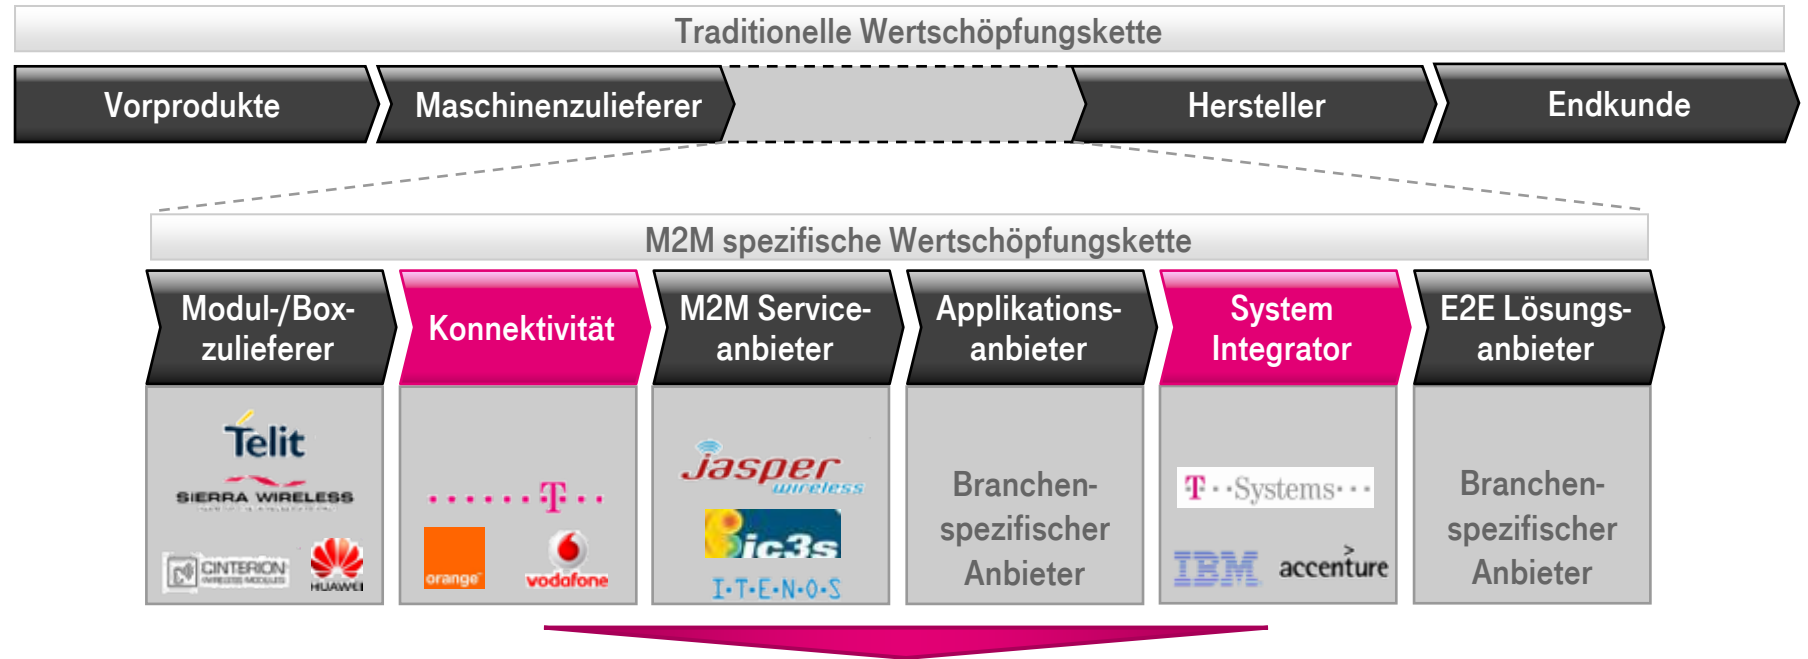 Traditionelle Wertschöpfungskette
Vorprodukte
Maschinenzulieferer
Hersteller
Endkunde
M2M spezifische Wertschöpfungskette
Modul-/Box-
zulieferer
Konnektivität
M2M Service-
anbieter
Applikations-
anbieter
System
Integrator
E2E Lösungs-
anbieter
Telit
SIERRA WIRELESS
CINTERION
WIRELESS MODULES
HUAWEI
T
orange
vodafone
jasper
wireless
ic3s
I·T·E·N·O·S
Branchen-
spezifischer
Anbieter
T··Systems···
IBM
accenture
Branchen-
spezifischer
Anbieter